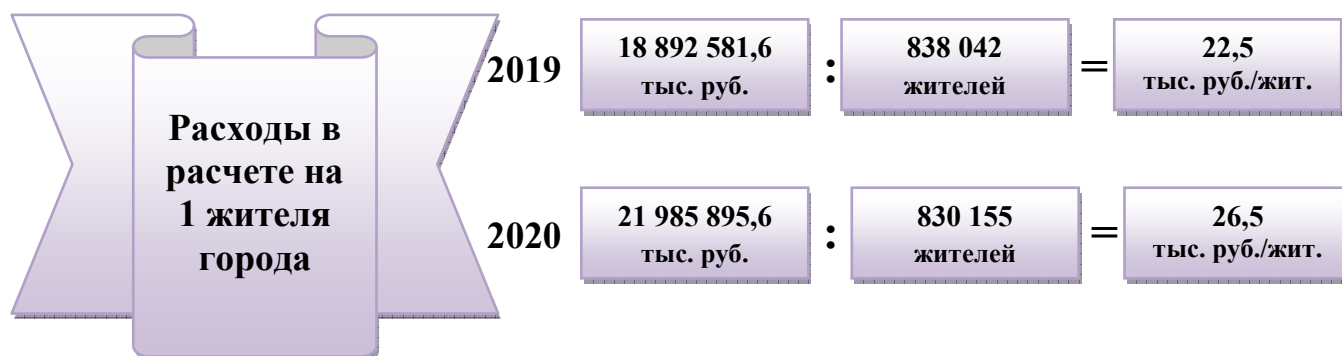 Расходы в
расчете на
1 жителя
города
2019
18 892 581,6
тыс. руб.
:
838 042
жителей
=
22,5
тыс. руб./жит.
2020
21 985 895,6
тыс. руб.
:
830 155
жителей
=
26,5
тыс. руб./жит.